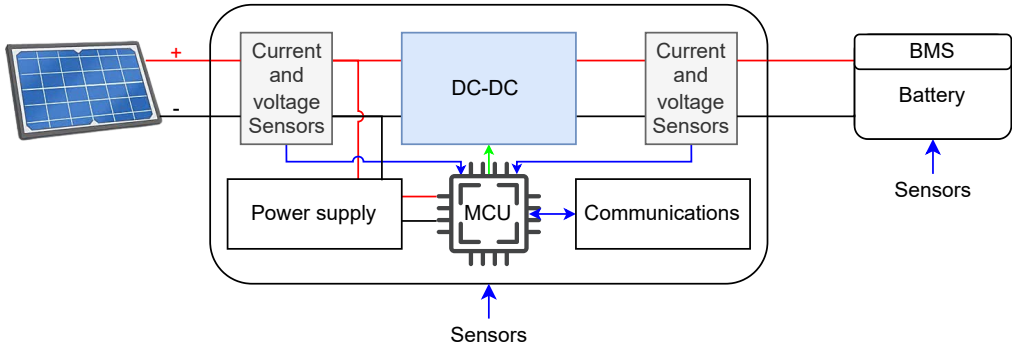 +
-
Current
and
voltage
Sensors
DC-DC
Current
and
voltage
Sensors
BMS
Battery
Sensors
Power supply
MCU
Communications
Sensors